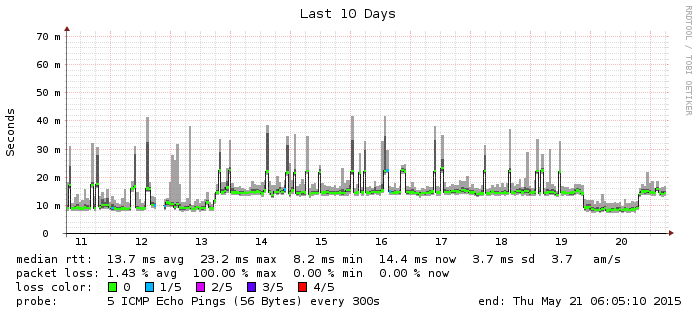 Last 10 Days
RRDTOOL / TOBI OETIKER
Seconds
70 m
60 m
50 m
40 m
30 m
20 m
10 m
0
11 12 13 14 15 16 17 18 19 20
median rtt: 13.7 ms avg 23.2 ms max 8.2 ms min 14.4 ms now 3.7 ms sd 3.7 am/s
packet loss: 1.43 % avg 100.00 % max 0.00 % min 0.00 % now
loss color: 0 1/5 2/5 3/5 4/5
probe: 5 ICMP Echo Pings (56 Bytes) every 300s end: Thu May 21 06:05:10 2015